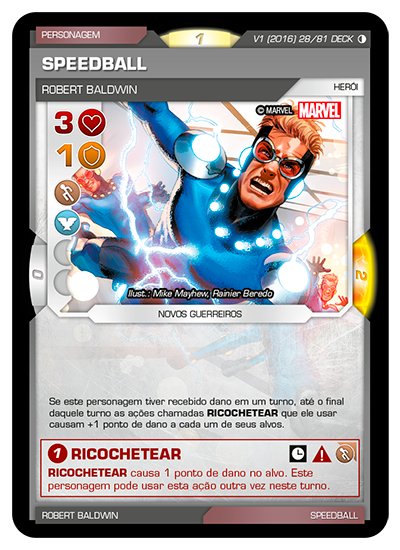 PERSONAGEM
1
V1 (2016) 28/81 DECK
SPEEDBALL
ROBERT BALDWIN
HERÓI
© MARVEL MARVEL
3
1
0
2
Ilust.: Mike Mayhew, Rainier Beredo
NOVOS GUERREIROS
Se este personagem tiver recebido dano em um turno, até o final
daquele turno as ações chamadas RICOCHETEAR que ele usar
causam +1 ponto de dano a cada um de seus alvos.
1 RICOCHETEAR
RICOCHETEAR causa 1 ponto de dano no alvo. Este
personagem pode usar esta ação outra vez neste turno.
ROBERT BALDWIN
SPEEDBALL